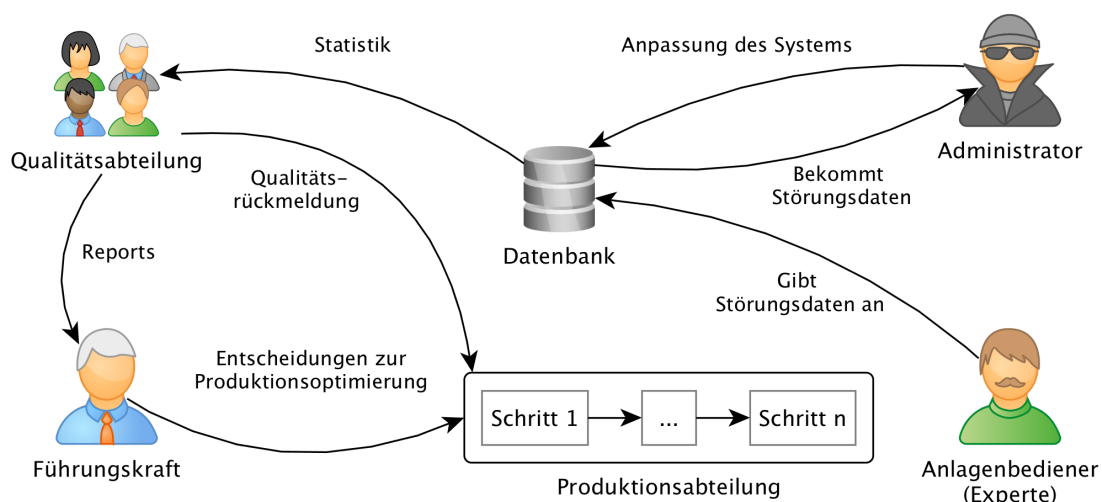 Statistik
Anpassung des Systems
Qualitätsabteilung
Administrator
Qualitäts-
rückmeldung
Bekommt
Störungsdaten
Datenbank
Reports
Gibt
Störungsdaten an
Entscheidungen zur
Produktionsoptimierung
Schritt 1
...
Schritt n
Führungskraft
Produktionsabteilung
Anlagenbediener
(Experte)